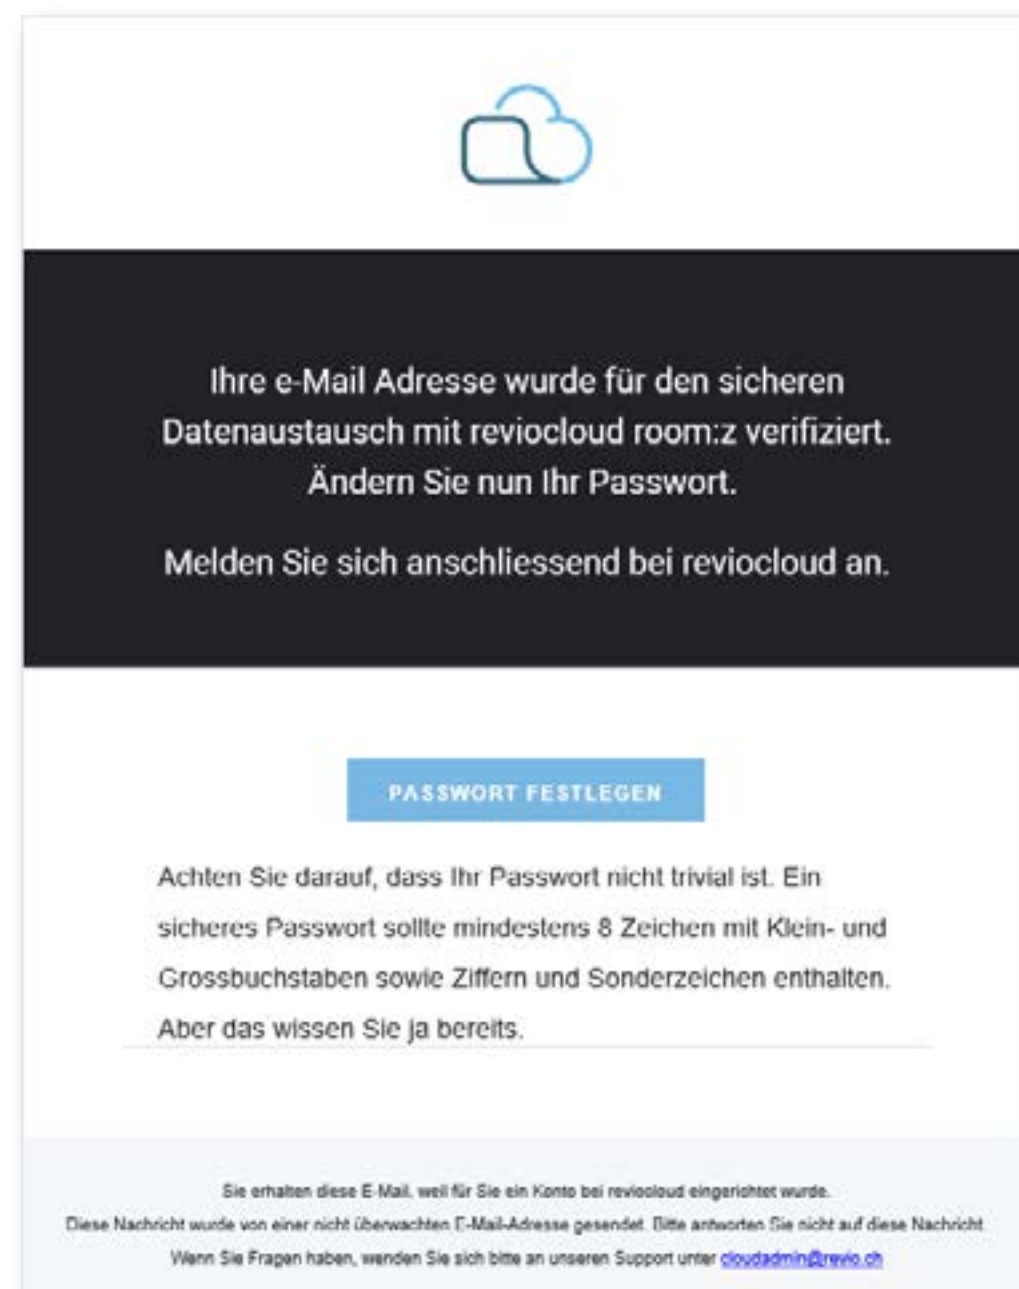 Ihre e-Mail Adresse wurde für den sicheren
Datenaustausch mit reviocloud room:z verifiziert.
Ändern Sie nun Ihr Passwort.
Melden Sie sich anschliessend bei reviocloud an.
PASSWORT FESTLEGEN
Achten Sie darauf, dass Ihr Passwort nicht trivial ist. Ein
sicheres Passwort sollte mindestens 8 Zeichen mit Klein- und
Grossbuchstaben sowie Ziffern und Sonderzeichen enthalten.
Aber das wissen Sie ja bereits.
Sie erhalten diese E-Mail, weil für Sie ein Konto bei reviocloud eingerichtet wurde.
Diese Nachricht wurde von einer nicht überwachten E-Mail-Adresse gesendet. Bitte antworten Sie nicht auf diese Nachricht.
Wenn Sie Fragen haben, wenden Sie sich bitte an unseren Support unter cloudadmin@revio.ch